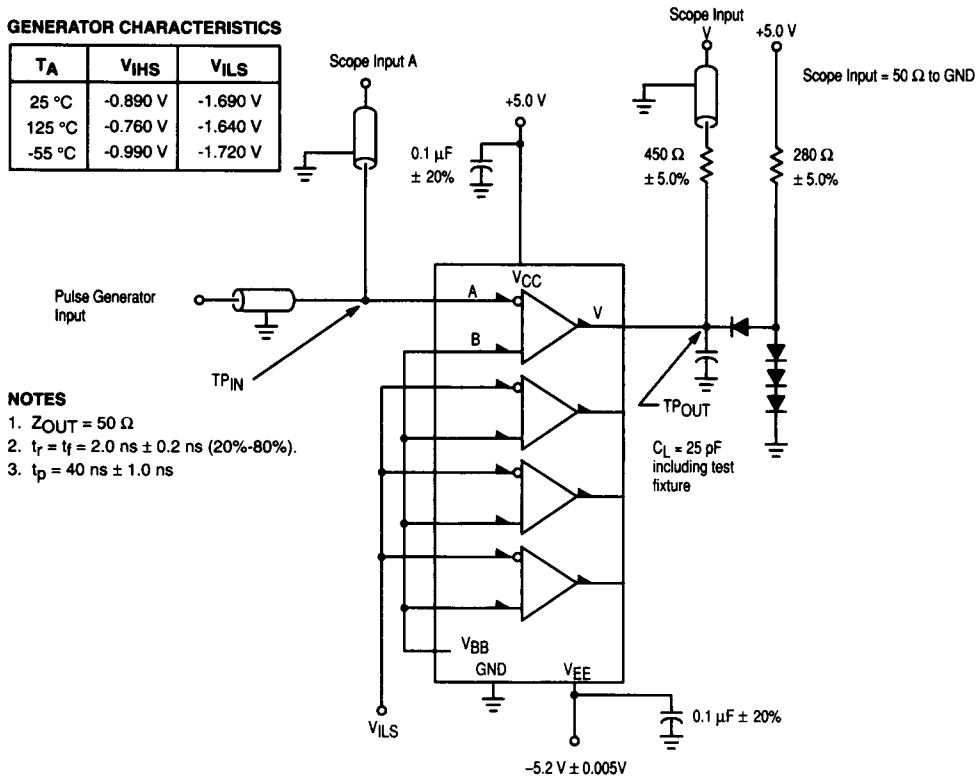 GENERATOR CHARACTERISTICS
TA VIHS VILS
25 °C -0.890 V -1.690 V
125 °C -0.760 V -1.640 V
-55 °C -0.990 V -1.720 V
Scope Input A
+5.0 V
0.1 µF
± 20%
Scope Input
V
+5.0 V
Scope Input = 50 Ω to GND
450 Ω
± 5.0%
280 Ω
± 5.0%
Pulse Generator
Input
TPIN
VCC
A
B
V
TPOUT
CL = 25 pF
including test
fixture
NOTES
1. ZOUT = 50 Ω
2. tr = tf = 2.0 ns ± 0.2 ns (20%-80%).
3. tp = 40 ns ± 1.0 ns
VBB
GND
VEE
VILS
0.1 µF ± 20%
–5.2 V ± 0.005V